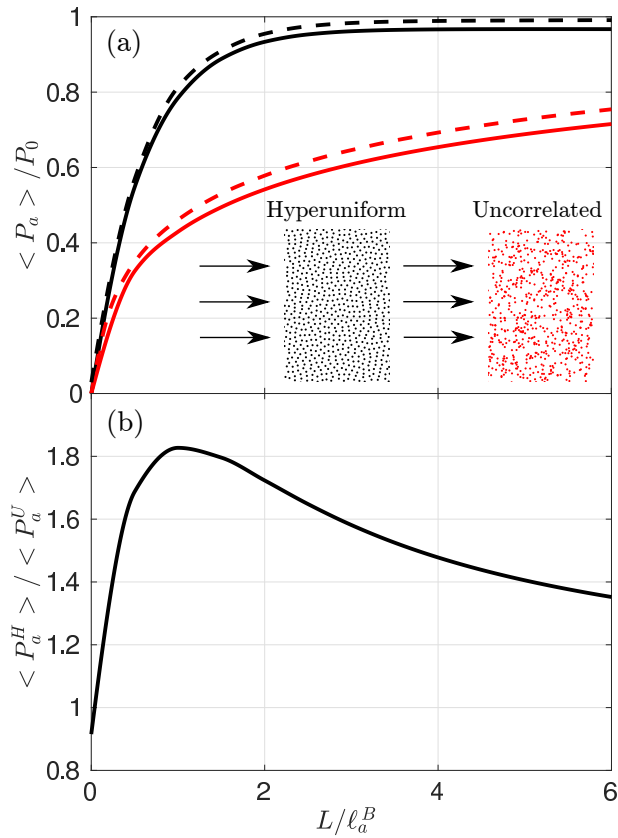 1
(a)
0.8
< P_a > /P_0
0.6
Hyperuniform Uncorrelated
0.4
0.2
0
(b)
1.8
< P_a^H > / < P_a^U >
1.6
1.4
1.2
1
0.8
0 2 4 6
L/ℓ_a^B